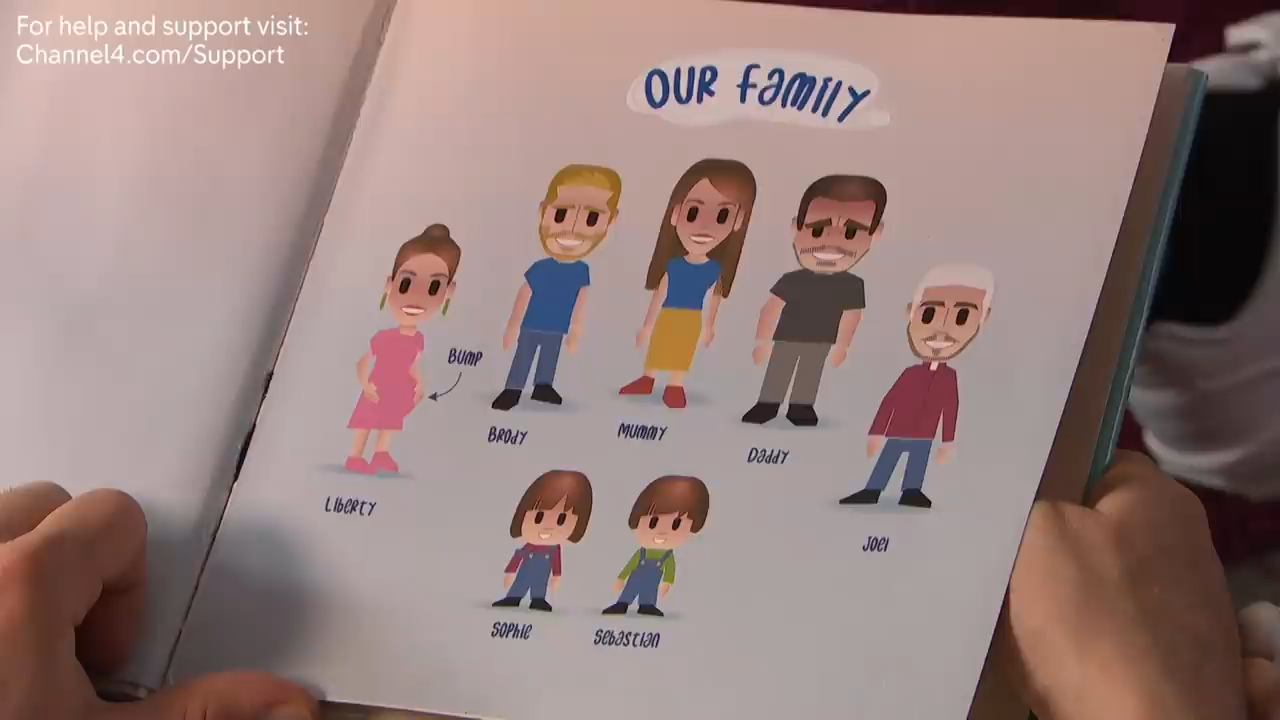 For help and support visit:
Channel4.com/Support
OUR FAMILY
BUMP
BRODY
MUMMY
DADDY
LIBERTY
JOEL
SOPHIE
SEBASTIAN